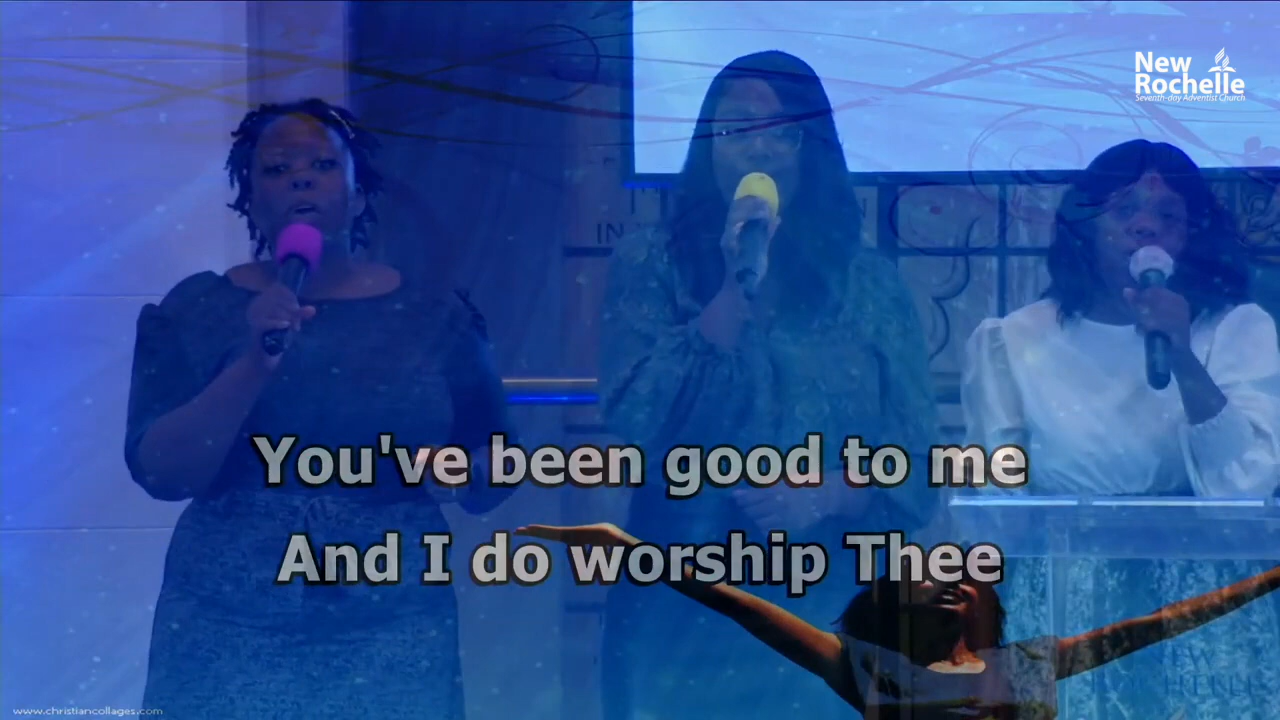 New
Rochelle
Seventh-day Adventist Church
IN
You've been good to me
And I do worship Thee
www.christiancollages.com